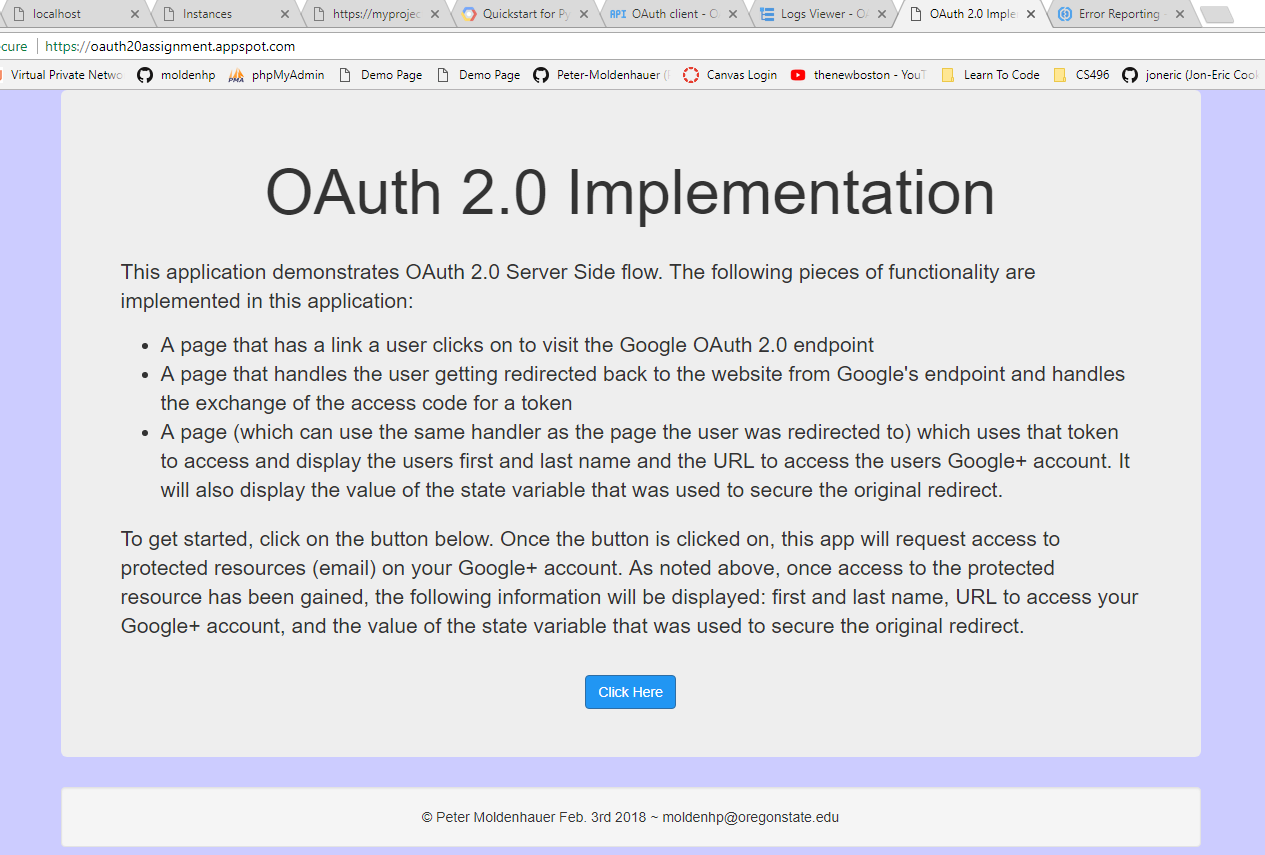 localhost
Instances
https://myprojec
Quickstart for Py
API OAuth client - O
Logs Viewer - O
OAuth 2.0 Imple
Error Reporting -
cure
https://oauth20assignment.appspot.com
Virtual Private Netwo
moldenhp
PMA phpMyAdmin
Demo Page
Demo Page
Peter-Moldenhauer (
Canvas Login
thenewboston - YouT
Learn To Code
CS496
joneric (Jon-Eric Coo
OAuth 2.0 Implementation
This application demonstrates OAuth 2.0 Server Side flow. The following pieces of functionality are
implemented in this application:
• A page that has a link a user clicks on to visit the Google OAuth 2.0 endpoint
• A page that handles the user getting redirected back to the website from Google's endpoint and handles
the exchange of the access code for a token
• A page (which can use the same handler as the page the user was redirected to) which uses that token
to access and display the users first and last name and the URL to access the users Google+ account. It
will also display the value of the state variable that was used to secure the original redirect.
To get started, click on the button below. Once the button is clicked on, this app will request access to
protected resources (email) on your Google+ account. As noted above, once access to the protected
resource has been gained, the following information will be displayed: first and last name, URL to access your
Google+ account, and the value of the state variable that was used to secure the original redirect.
Click Here
© Peter Moldenhauer Feb. 3rd 2018 ~ moldenhp@oregonstate.edu